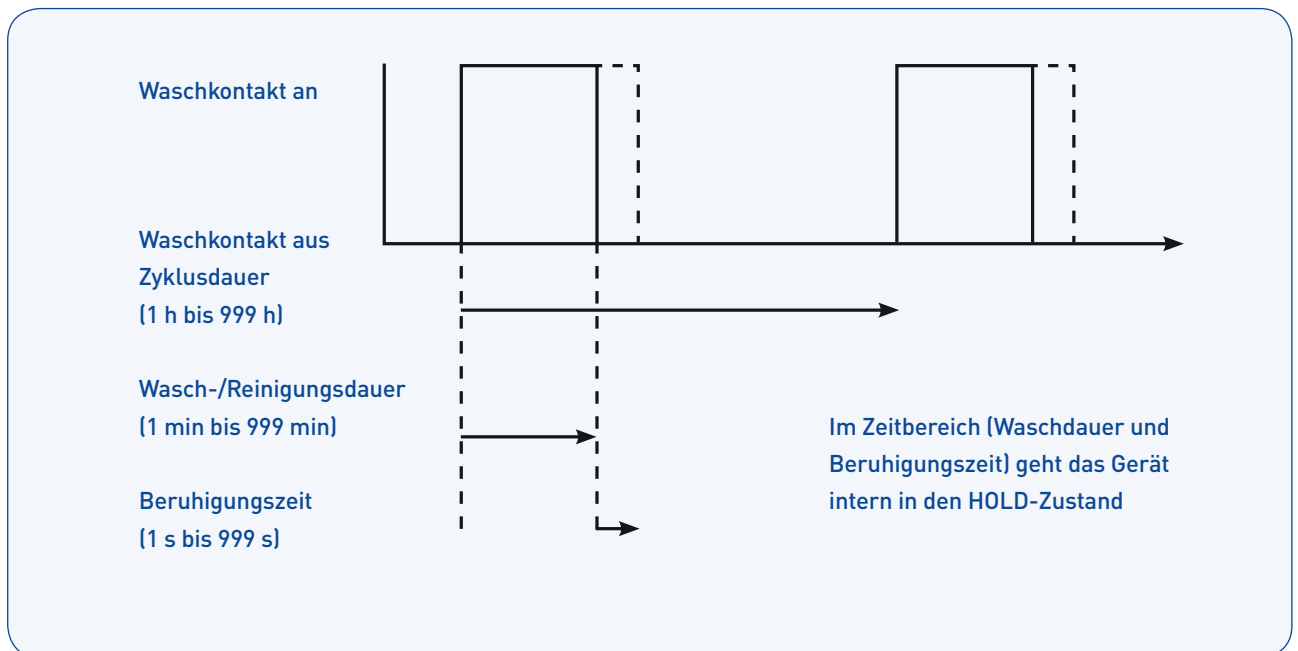 Waschkontakt an
Waschkontakt aus
Zyklusdauer
(1 h bis 999 h)
Wasch-/Reinigungsdauer
(1 min bis 999 min)
Beruhigungszeit
(1 s bis 999 s)
Im Zeitbereich (Waschdauer und
Beruhigungszeit) geht das Gerät
intern in den HOLD-Zustand